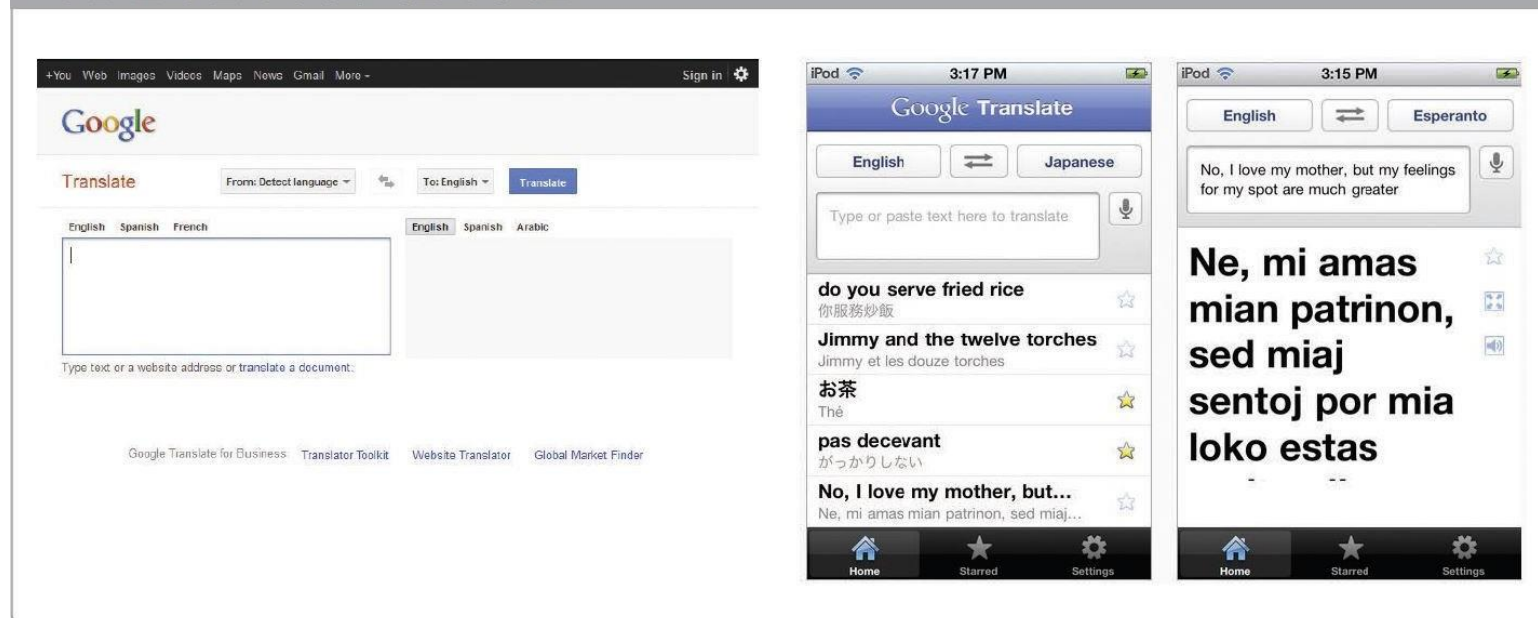 +You Web Images Videos Maps News Gmail More
Sign in
Google
Translate
From: Detect language
To: English
Translate
English Spanish French
English Spanish Arabic
Type text or a website address or translate a document.
Google Translate for Business Translator Toolkit Website Translator Global Market Finder
iPod 3:17 PM
Google Translate
English Japanese
Type or paste text here to translate
do you serve fried rice
你服務炒飯
Jimmy and the twelve torches
Jimmy et les douze torches
お茶
Thé
pas decevant
がっかりしない
No, I love my mother, but...
Ne, mi amas mian patrinon, sed miaj...
Home Starred Settings
iPod 3:15 PM
English Esperanto
No, I love my mother, but my feelings
for my spot are much greater
Ne, mi amas
mian patrinon,
sed miaj
sentoj por mia
loko estas
Home Starred Settings